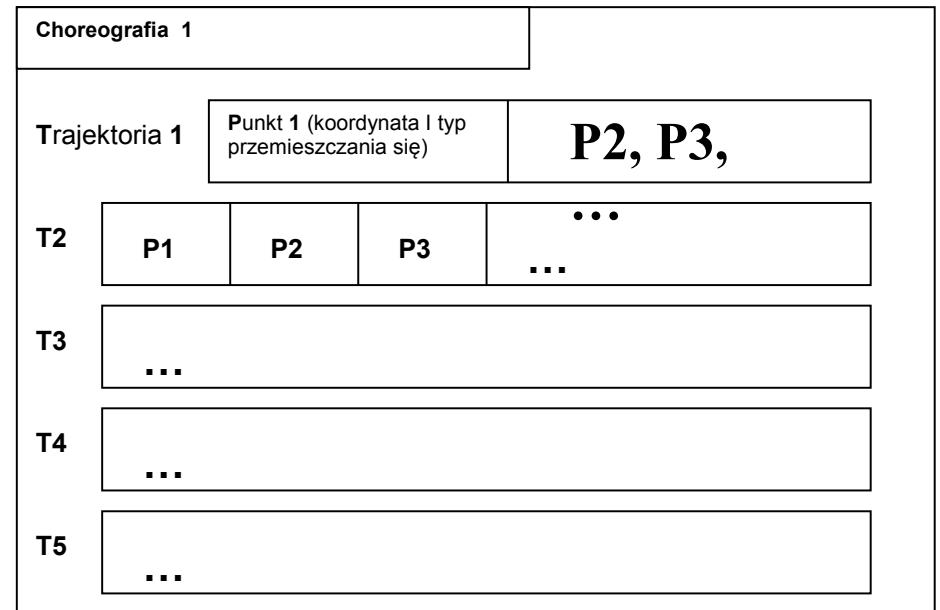 Choreografia 1
Trajektoria 1
Punkt 1 (koordynata I typ
przemieszczania się)
P2, P3,
...
T2
P1
P2
P3
...
T3
...
T4
...
T5
...